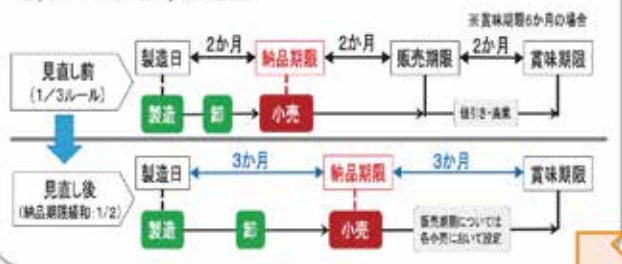 ※賞味期限6か月の場合
製造日 2か月 納品期限 2か月 販売期限 2か月 賞味期限
見直し前
(1/3ルール)
製造 卸 小売 値引き・廃棄
製造日 3か月 納品期限 3か月 賞味期限
見直し後
(納品期限緩和:1/2)
製造 卸 小売
販売期限については
各小売において設定